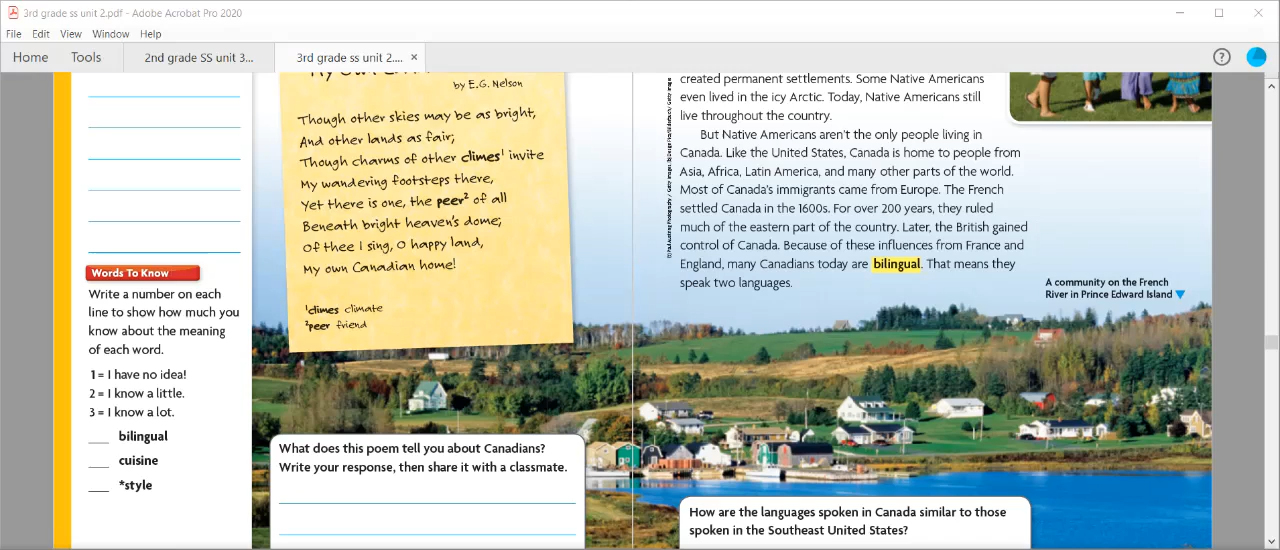 3rd grade ss unit 2.pdf - Adobe Acrobat Pro 2020
File Edit View Window Help
Home Tools 2nd grade SS unit 3... 3rd grade ss unit 2.... ×
by E.G. Nelson
Though other skies may be as bright,
And other lands as fair;
Though charms of other climes¹ invite
My wandering footsteps there,
Yet there is one, the peer² of all
Beneath bright heaven's dome;
Of thee I sing, O happy land,
My own Canadian home!
¹climes climate
²peer friend
Words To Know
Write a number on each
line to show how much you
know about the meaning
of each word.
1 = I have no idea!
2 = I know a little.
3 = I know a lot.
___ bilingual
___ cuisine
___ *style
What does this poem tell you about Canadians?
Write your response, then share it with a classmate.
created permanent settlements. Some Native Americans
even lived in the icy Arctic. Today, Native Americans still
live throughout the country.
But Native Americans aren't the only people living in
Canada. Like the United States, Canada is home to people from
Asia, Africa, Latin America, and many other parts of the world.
Most of Canada's immigrants came from Europe. The French
settled Canada in the 1600s. For over 200 years, they ruled
much of the eastern part of the country. Later, the British gained
control of Canada. Because of these influences from France and
England, many Canadians today are bilingual. That means they
speak two languages.
A community on the French
River in Prince Edward Island ▼
How are the languages spoken in Canada similar to those
spoken in the Southeast United States?